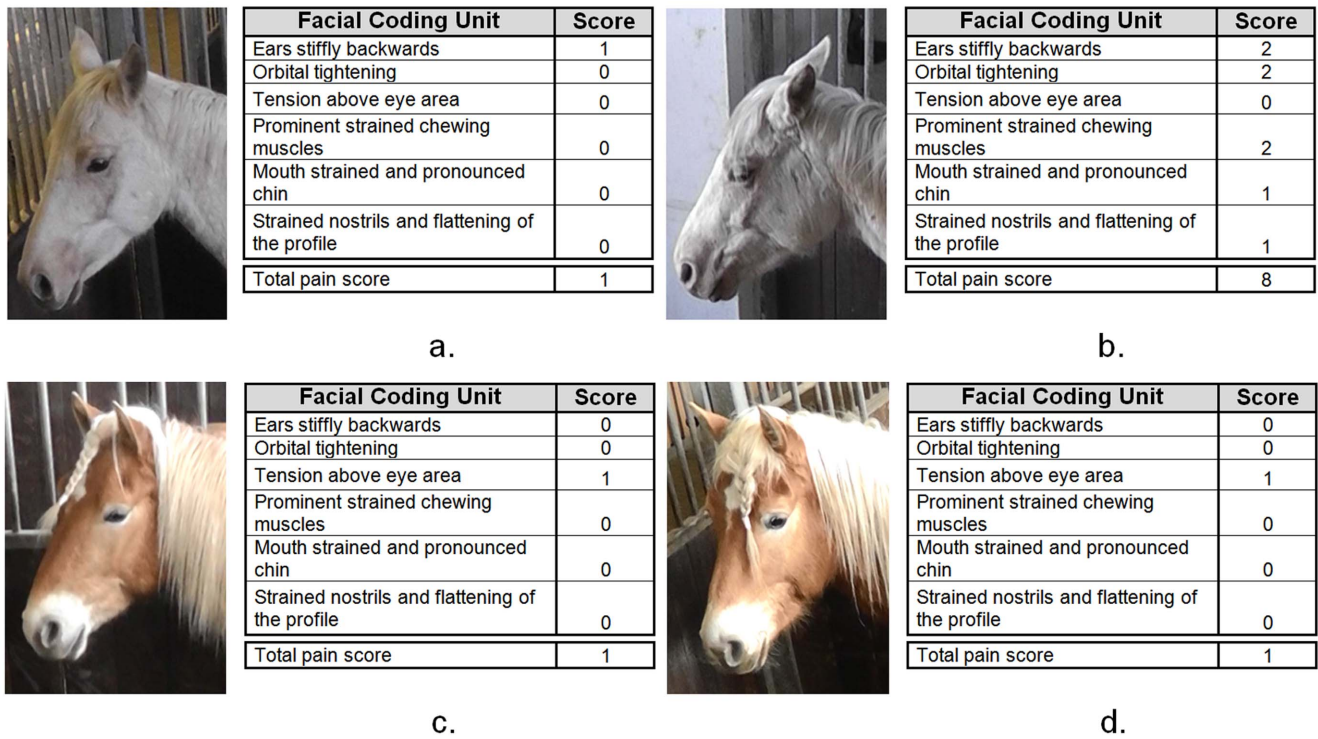 Facial Coding Unit Score
Ears stiffly backwards 1
Orbital tightening 0
Tension above eye area 0
Prominent strained chewing
muscles 0
Mouth strained and pronounced
chin 0
Strained nostrils and flattening of
the profile 0
Total pain score 1
a.
Facial Coding Unit Score
Ears stiffly backwards 2
Orbital tightening 2
Tension above eye area 0
Prominent strained chewing
muscles 2
Mouth strained and pronounced
chin 1
Strained nostrils and flattening of
the profile 1
Total pain score 8
b.
Facial Coding Unit Score
Ears stiffly backwards 0
Orbital tightening 0
Tension above eye area 1
Prominent strained chewing
muscles 0
Mouth strained and pronounced
chin 0
Strained nostrils and flattening of
the profile 0
Total pain score 1
c.
Facial Coding Unit Score
Ears stiffly backwards 0
Orbital tightening 0
Tension above eye area 1
Prominent strained chewing
muscles 0
Mouth strained and pronounced
chin 0
Strained nostrils and flattening of
the profile 0
Total pain score 1
d.